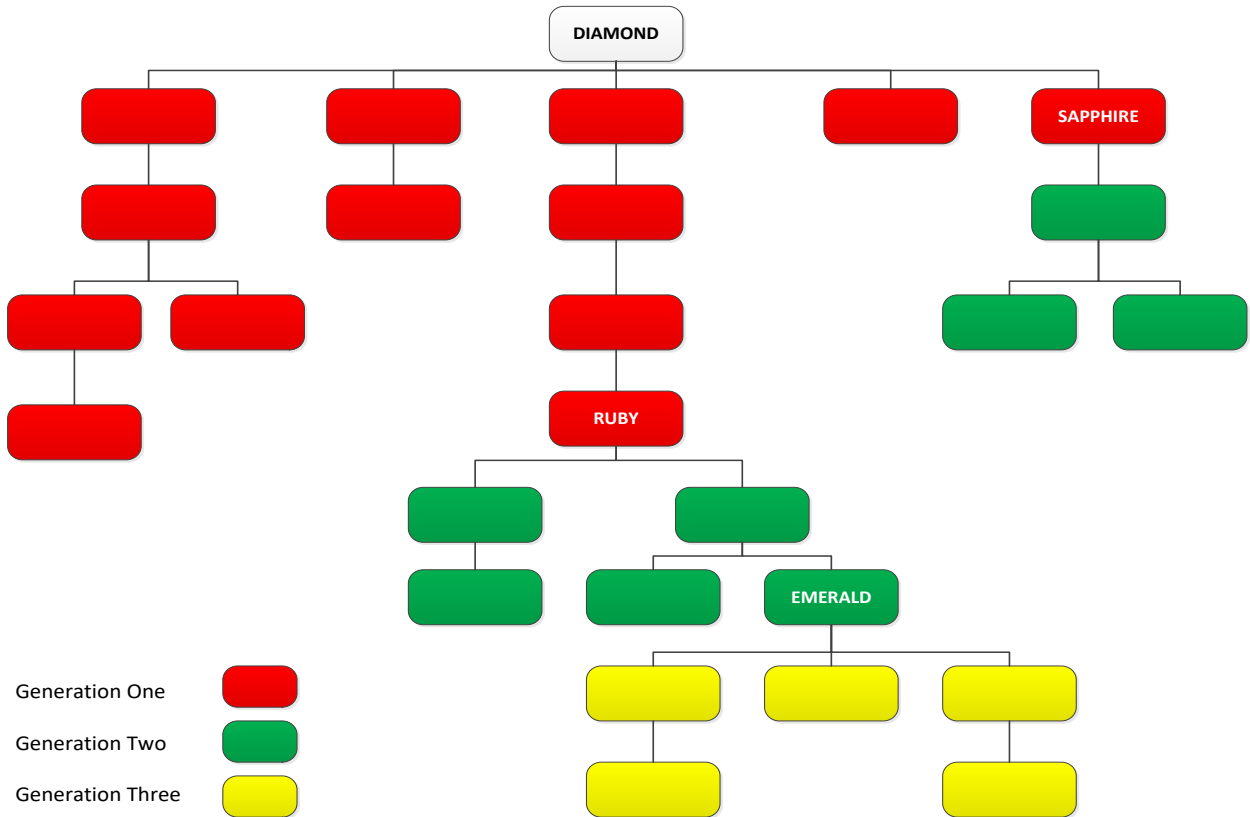 DIAMOND
SAPPHIRE
RUBY
EMERALD
Generation One
Generation Two
Generation Three